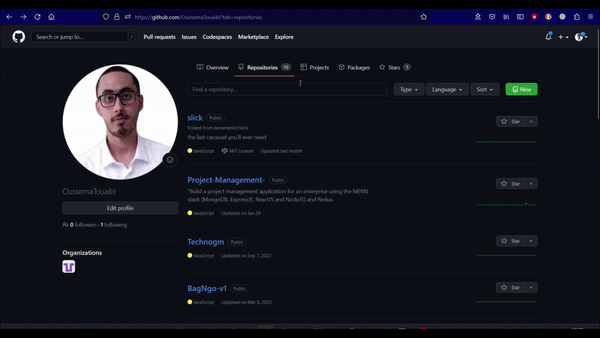 https://github.com/OussemaTouaibi?tab=repositories
Search or jump to...
/
Pull requests Issues Codespaces Marketplace Explore
Overview Repositories Projects Packages Stars 1
Find a repository...
Type Language Sort New
slick Public
Star
Forked from kenwheeler/slick
the last carousel you'll ever need
JavaScript MIT License Updated last month
Project-Management- Public
Star
"Build a project management application for an enterprise using the MERN
stack (MongoDB, ExpressJS, ReactJS and NodeJS) and Redux.
JavaScript Updated on Jan 29
Technogm Public
Star
JavaScript Updated on Sep 7, 2022
BagNgo-v1 Public
Star
JavaScript Updated on Mar 9, 2022
OussemaTouaibi
Edit profile
0 followers · 1 following
Organizations